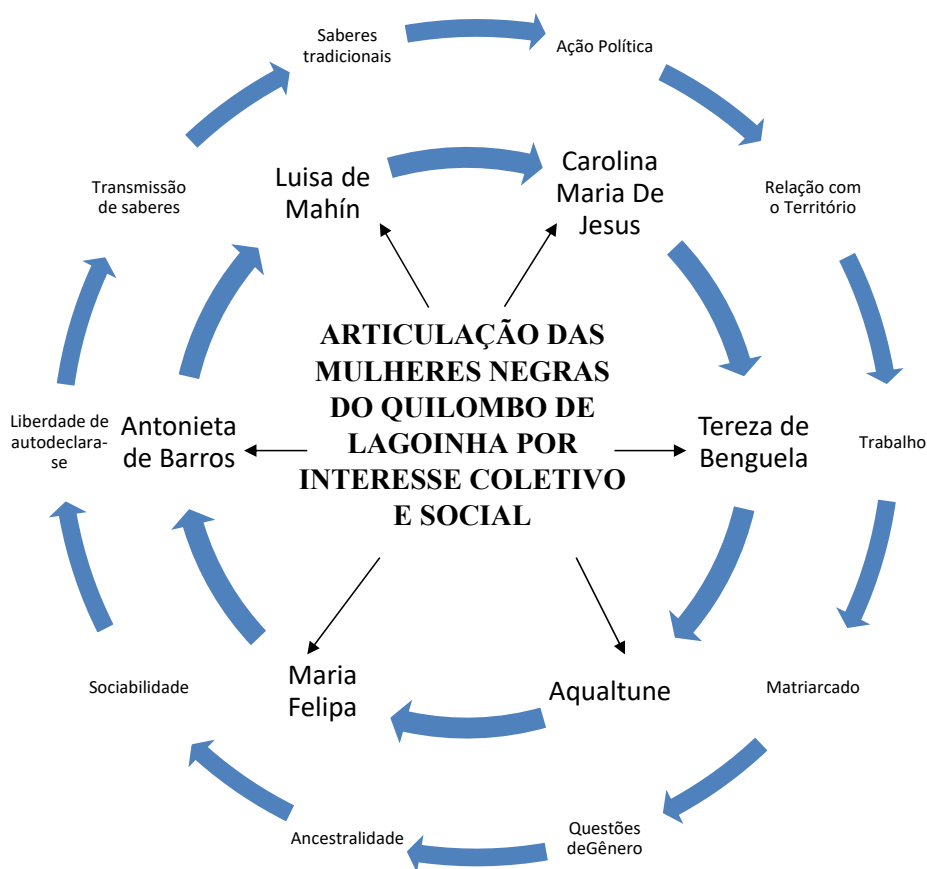 Saberes
tradicionais
Ação Política
Transmissão
de saberes
Luisa de
Mahín
Carolina
Maria De
Jesus
Relação com
o Território
ARTICULAÇÃO DAS
MULHERES NEGRAS
DO QUILOMBO DE
LAGOINHA POR
INTERESSE COLETIVO
E SOCIAL
Liberdade de
autodeclara-
se
Antonieta
de Barros
Tereza de
Benguela
Trabalho
Sociabilidade
Maria
Felipa
Aqualtune
Matriarcado
Ancestralidade
Questões
deGênero